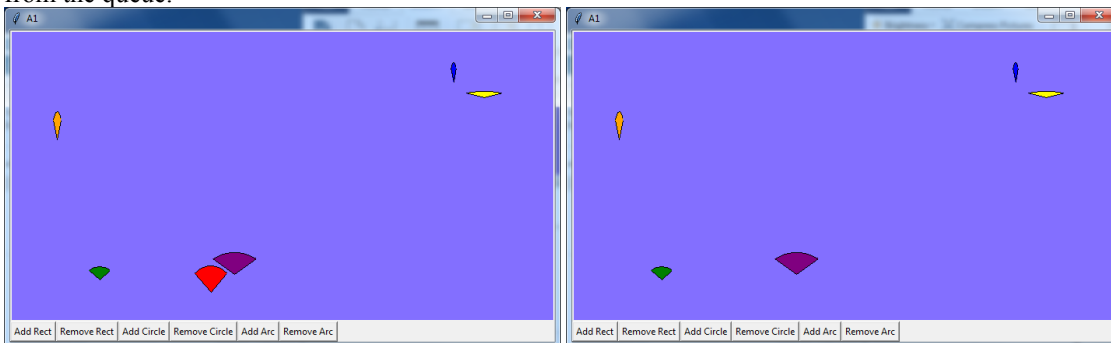 from the queue.
A1
A1
Add Rect Remove Rect Add Circle Remove Circle Add Arc Remove Arc
Add Rect Remove Rect Add Circle Remove Circle Add Arc Remove Arc